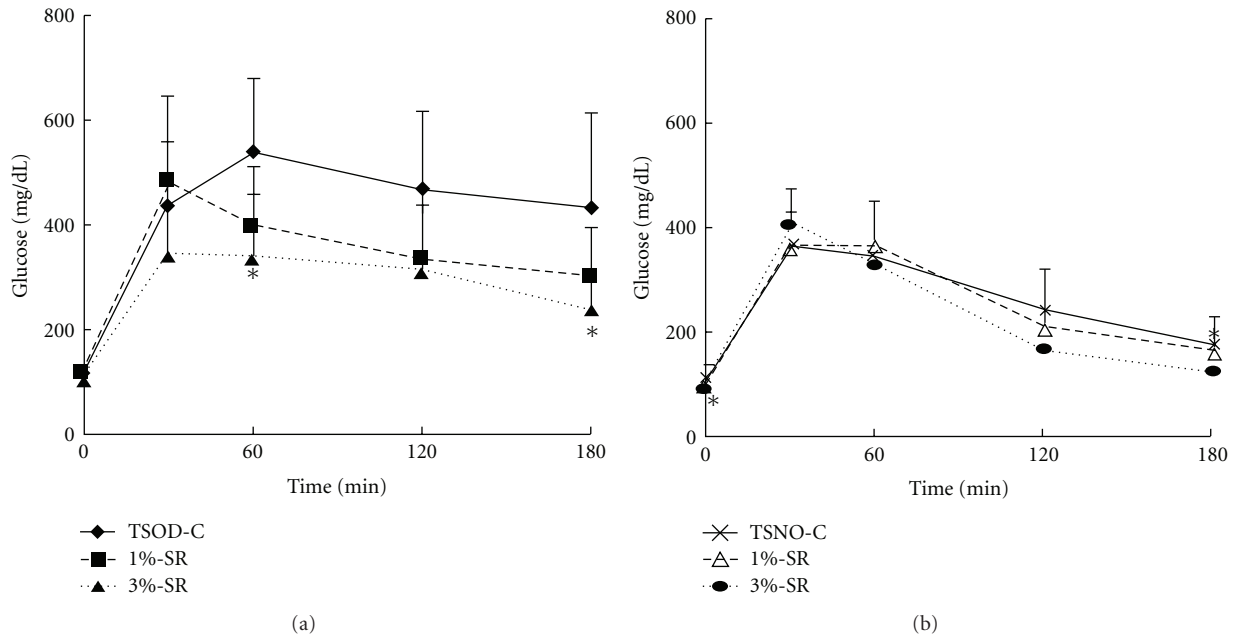 800
600
400
200
0
Glucose (mg/dL)
*
*
0 60 120 180
Time (min)
TSOD-C
1%-SR
3%-SR
(a)
800
600
400
200
0
Glucose (mg/dL)
*
*
0 60 120 180
Time (min)
TSNO-C
1%-SR
3%-SR
(b)